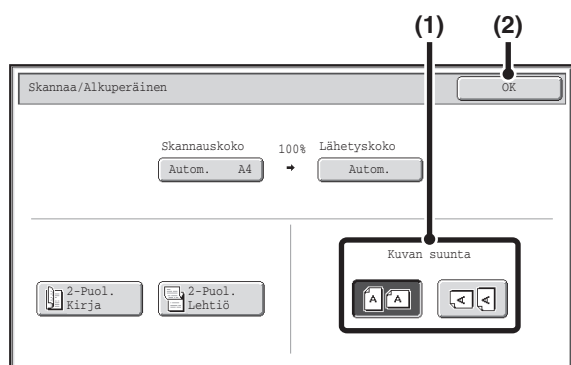 (1) (2)
Skannaa/Alkuperäinen OK
Skannauskoko 100% Lähetyskoko
Autom. A4 Autom.
Kuvan suunta
2-Puol.
Kirja
2-Puol.
Lehtiö
A A A A